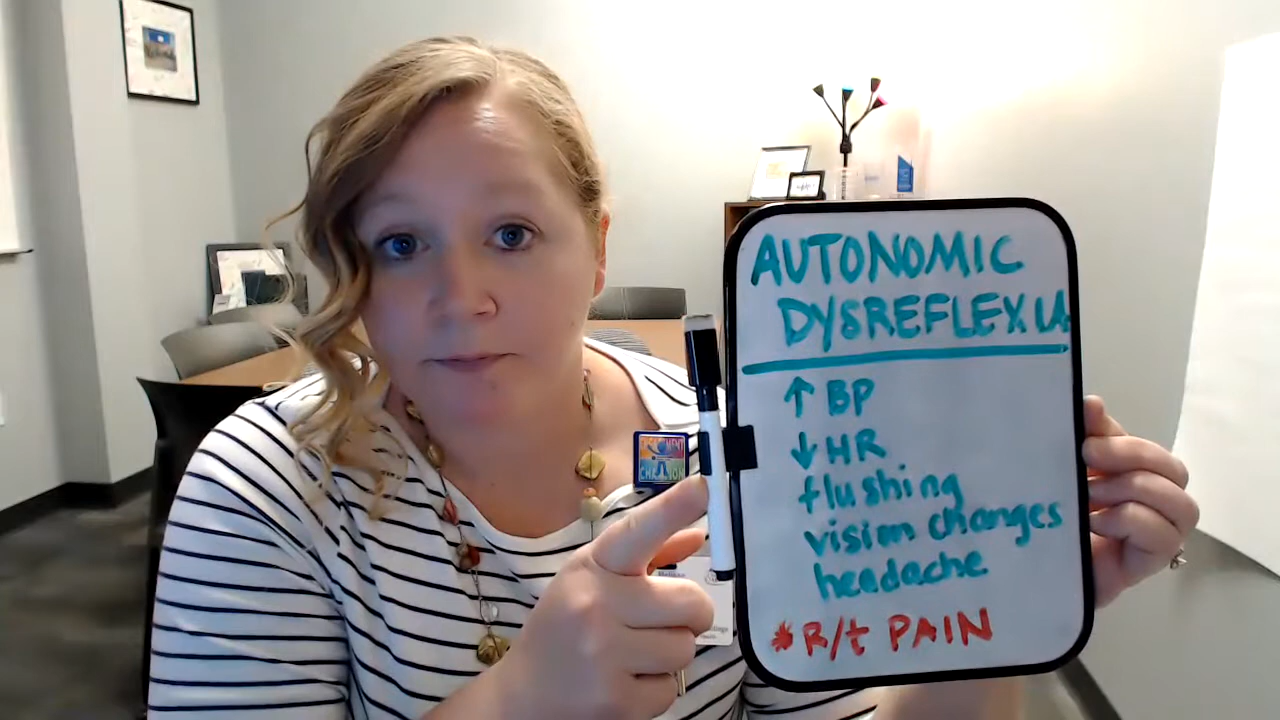 AUTONOMIC
DYSREFLEXIA
↑ BP
↓ HR
flushing
vision changes
headache
* R/t PAIN